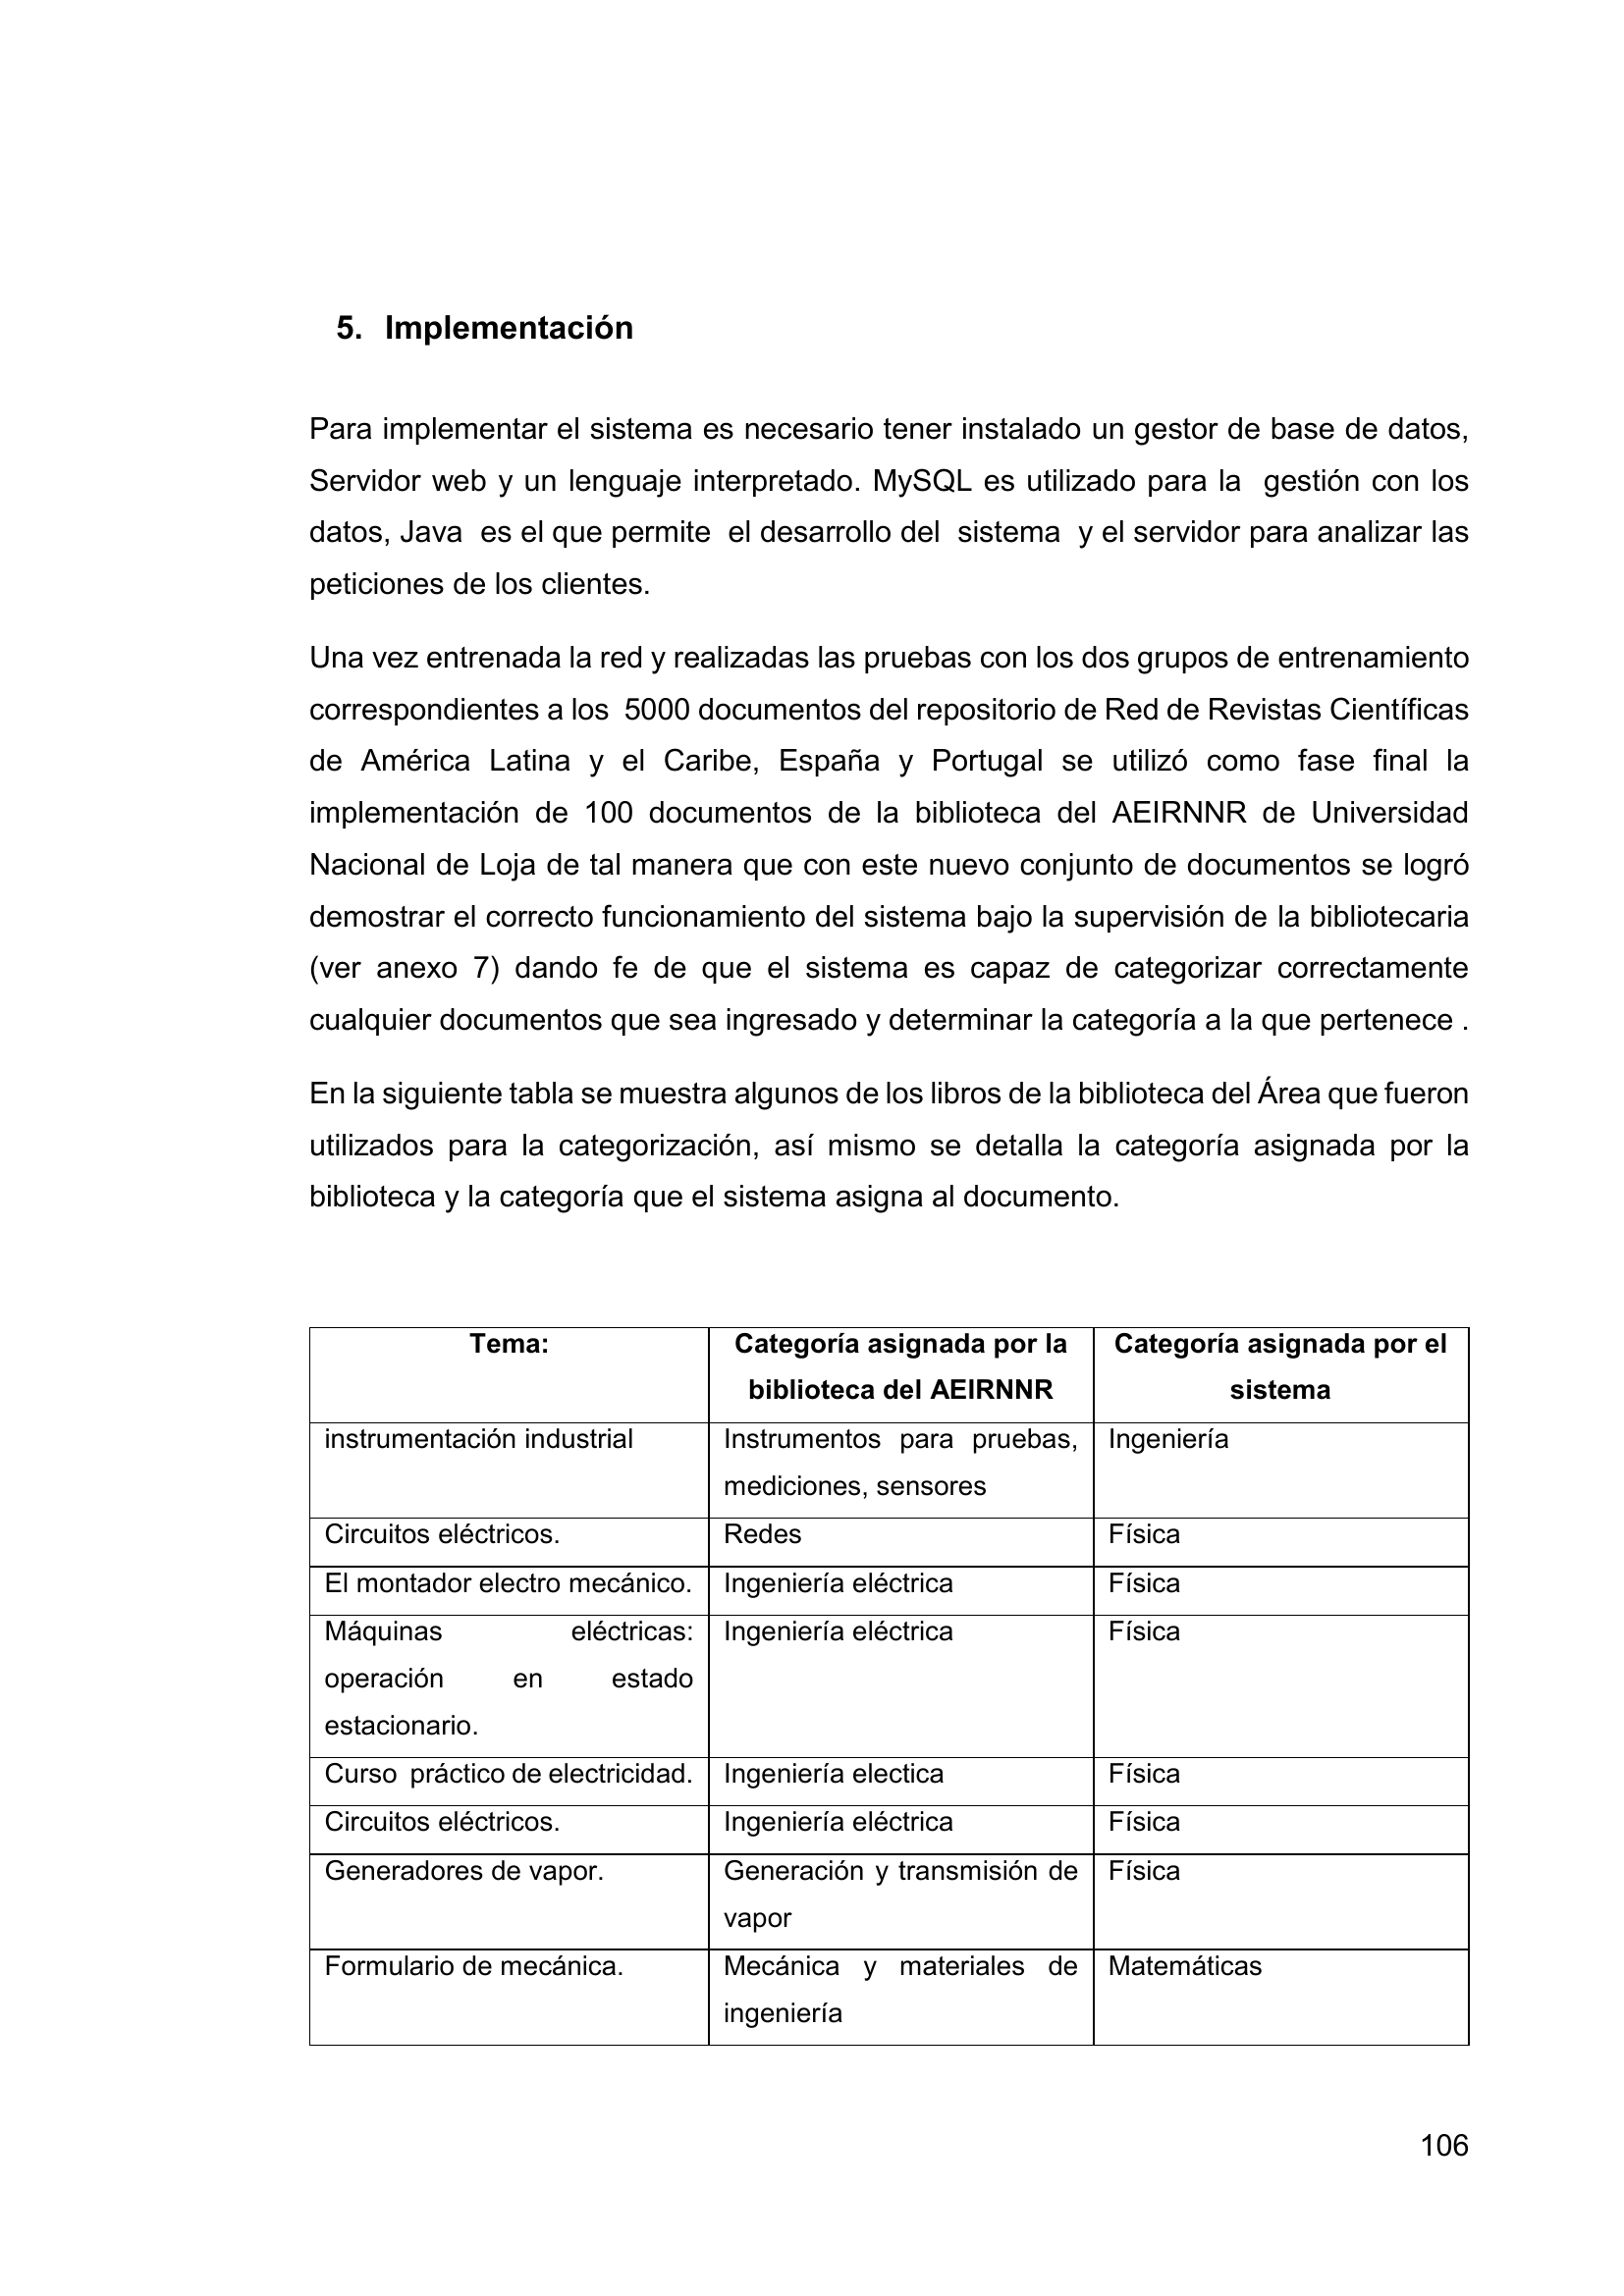 5. Implementación
Para implementar el sistema es necesario tener instalado un gestor de base de datos,
Servidor web y un lenguaje interpretado. MySQL es utilizado para la  gestión con los
datos, Java  es el que permite  el desarrollo del  sistema  y el servidor para analizar las
peticiones de los clientes.
Una vez entrenada la red y realizadas las pruebas con los dos grupos de entrenamiento
correspondientes a los  5000 documentos del repositorio de Red de Revistas Científicas
de América Latina y el Caribe, España y Portugal se utilizó como fase final la
implementación de 100 documentos de la biblioteca del AEIRNNR de Universidad
Nacional de Loja de tal manera que con este nuevo conjunto de documentos se logró
demostrar el correcto funcionamiento del sistema bajo la supervisión de la bibliotecaria
(ver anexo 7) dando fe de que el sistema es capaz de categorizar correctamente
cualquier documentos que sea ingresado y determinar la categoría a la que pertenece .
En la siguiente tabla se muestra algunos de los libros de la biblioteca del Área que fueron
utilizados para la categorización, así mismo se detalla la categoría asignada por la
biblioteca y la categoría que el sistema asigna al documento.
Tema:
Categoría asignada por la
biblioteca del AEIRNNR
Categoría asignada por el
sistema
instrumentación industrial
Instrumentos para pruebas,
mediciones, sensores
Ingeniería
Circuitos eléctricos.
Redes
Física
El montador electro mecánico.
Ingeniería eléctrica
Física
Máquinas eléctricas:
operación en estado
estacionario.
Ingeniería eléctrica
Física
Curso  práctico de electricidad.
Ingeniería electica
Física
Circuitos eléctricos.
Ingeniería eléctrica
Física
Generadores de vapor.
Generación y transmisión de
vapor
Física
Formulario de mecánica.
Mecánica y materiales de
ingeniería
Matemáticas
106